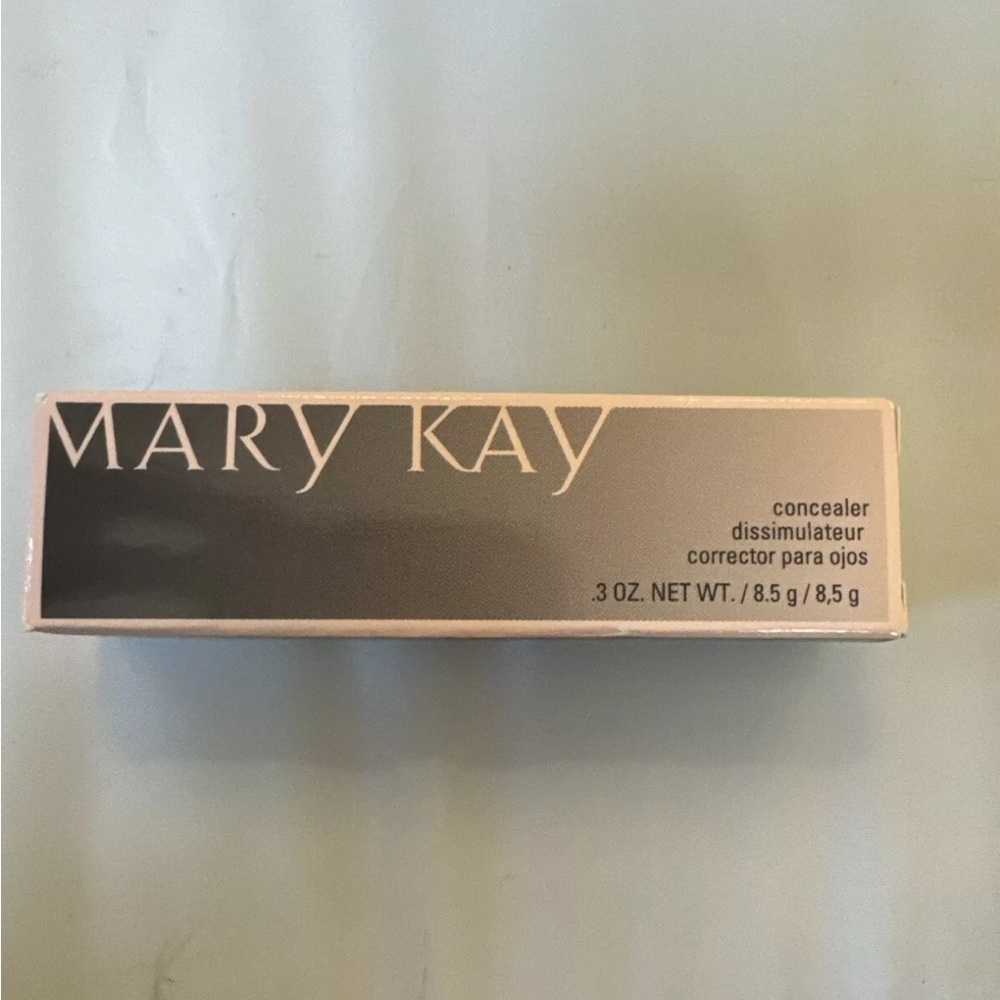 MARY KAY
concealer
dissimulateur
corrector para ojos
.3 OZ. NET WT. / 8.5 g / 8,5 g